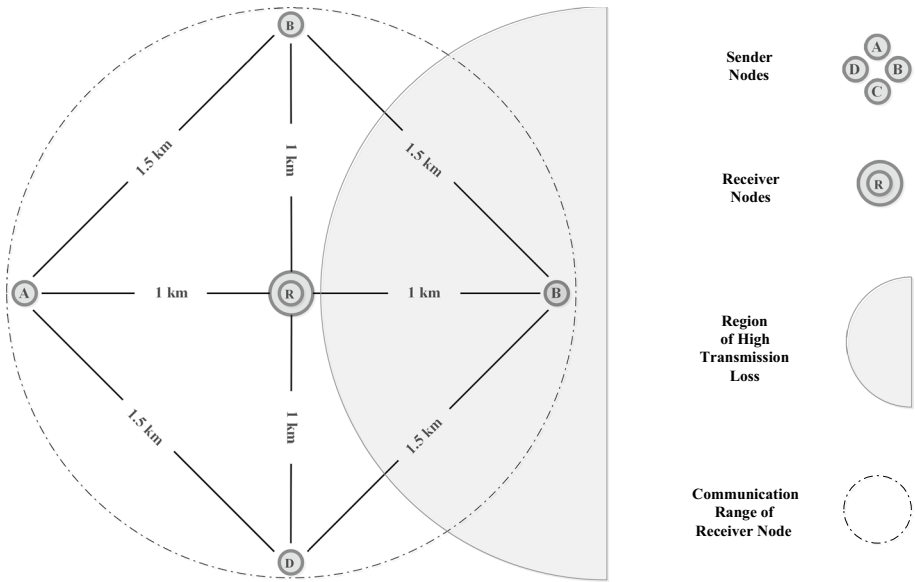 B
1.5 km
1 km
1.5 km
A
1 km
R
1 km
B
1.5 km
1 km
1.5 km
D
Sender
Nodes
A
D
B
C
Receiver
Nodes
R
Region
of High
Transmission
Loss
Communication
Range of
Receiver Node